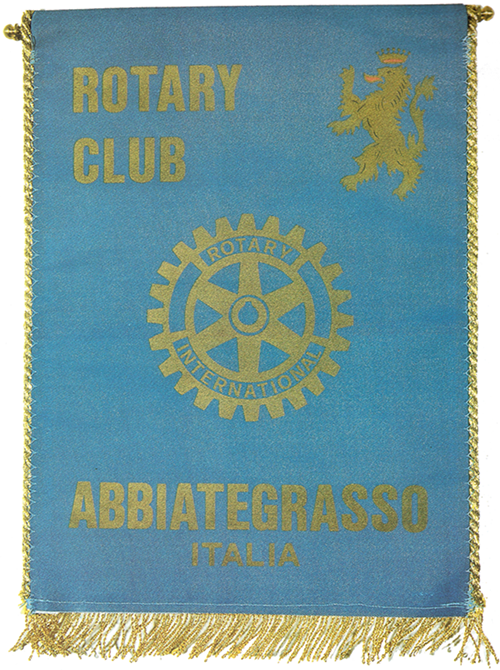 ROTARY
CLUB
ROTARY
INTERNATIONAL
ABBIATEGRASSO
ITALIA